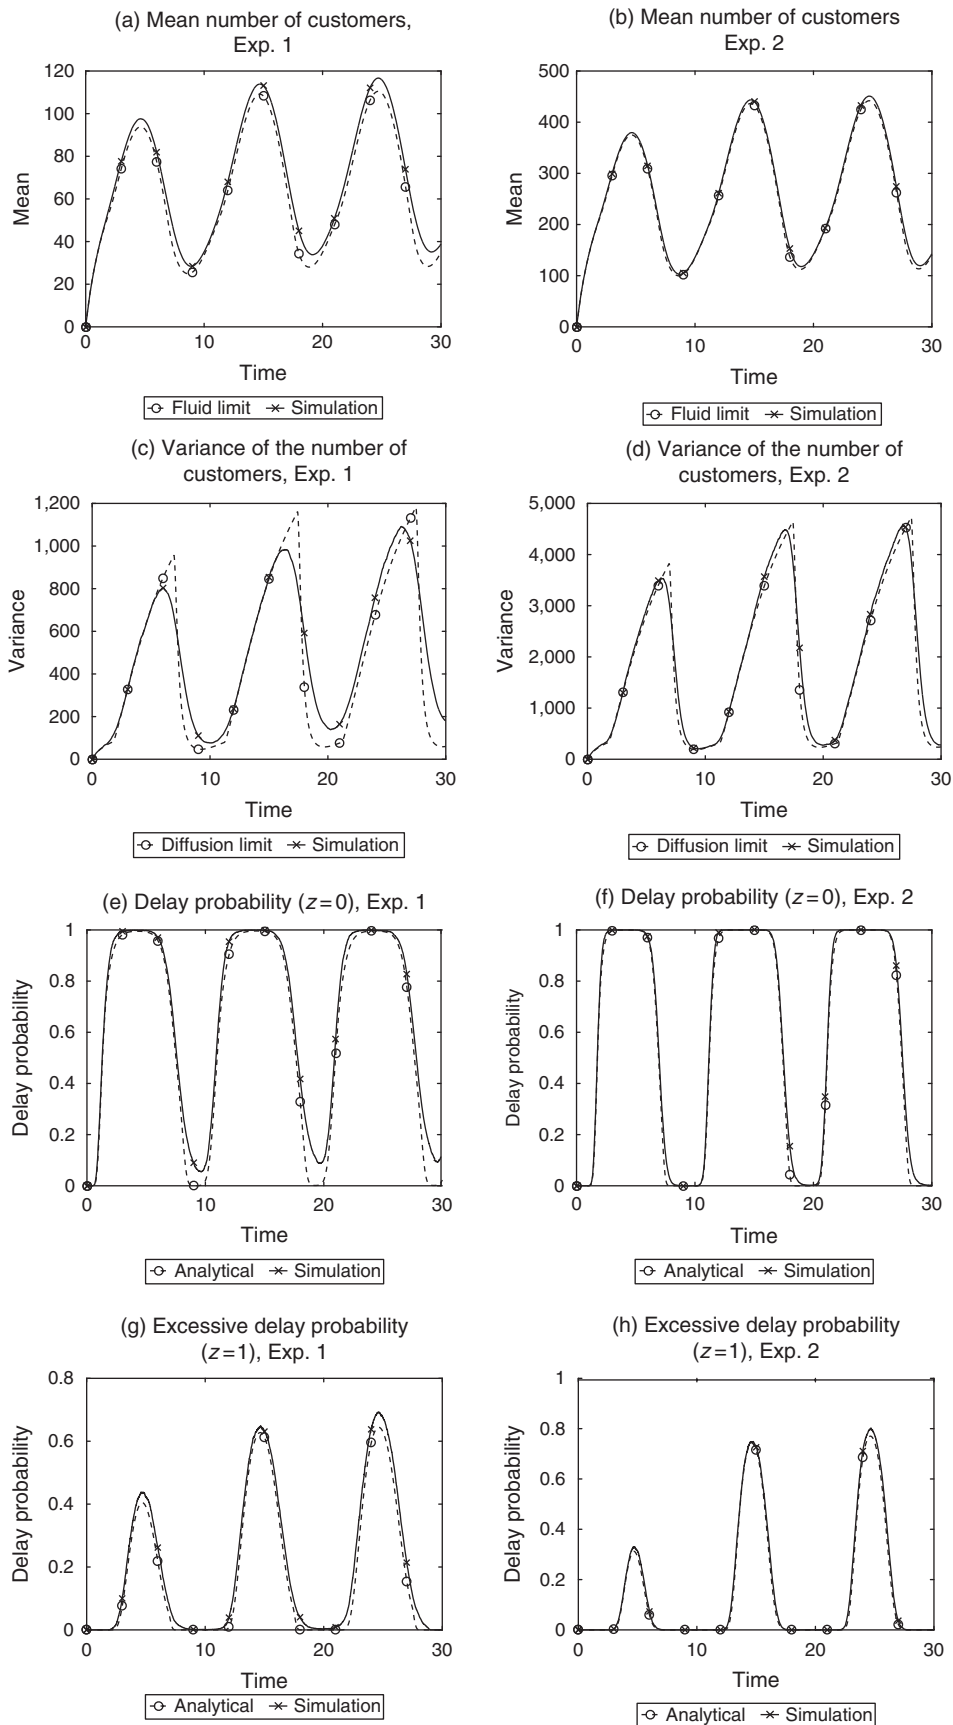 (a) Mean number of customers,
Exp. 1
120
100
80
60
40
20
0
Mean
0
10
20
30
Time
Fluid limit
Simulation
(b) Mean number of customers
Exp. 2
500
400
300
200
100
0
Mean
0
10
20
30
Time
Fluid limit
Simulation
(c) Variance of the number of
customers, Exp. 1
1,200
1,000
800
600
400
200
0
Variance
0
10
20
30
Time
Diffusion limit
Simulation
(d) Variance of the number of
customers, Exp. 2
5,000
4,000
3,000
2,000
1,000
0
Variance
0
10
20
30
Time
Diffusion limit
Simulation
(e) Delay probability (z=0), Exp. 1
1
0.8
0.6
0.4
0.2
0
Delay probability
0
10
20
30
Time
Analytical
Simulation
(f) Delay probability (z=0), Exp. 2
1
0.8
0.6
0.4
0.2
0
Delay probability
0
10
20
30
Time
Analytical
Simulation
(g) Excessive delay probability
(z=1), Exp. 1
0.8
0.6
0.4
0.2
0
Delay probability
0
10
20
30
Time
Analytical
Simulation
(h) Excessive delay probability
(z=1), Exp. 2
1
0.8
0.6
0.4
0.2
0
Delay probability
0
10
20
30
Time
Analytical
Simulation